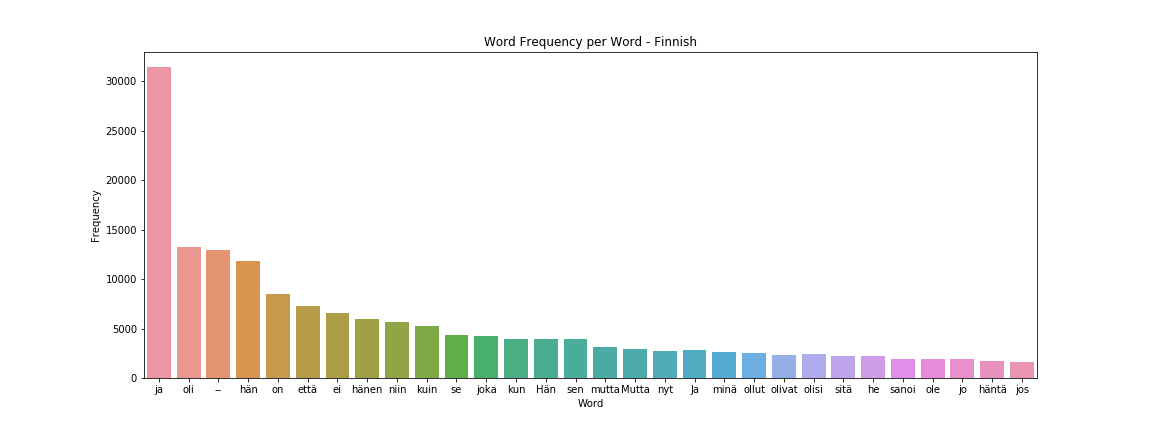 Word Frequency per Word - Finnish
30000
25000
20000
15000
10000
5000
0
Frequency
ja oli -- hän on että ei hänen niin kuin se joka kun Hän sen mutta Mutta nyt Ja minä ollut olivat olisi sitä he sanoi ole jo häntä jos
Word